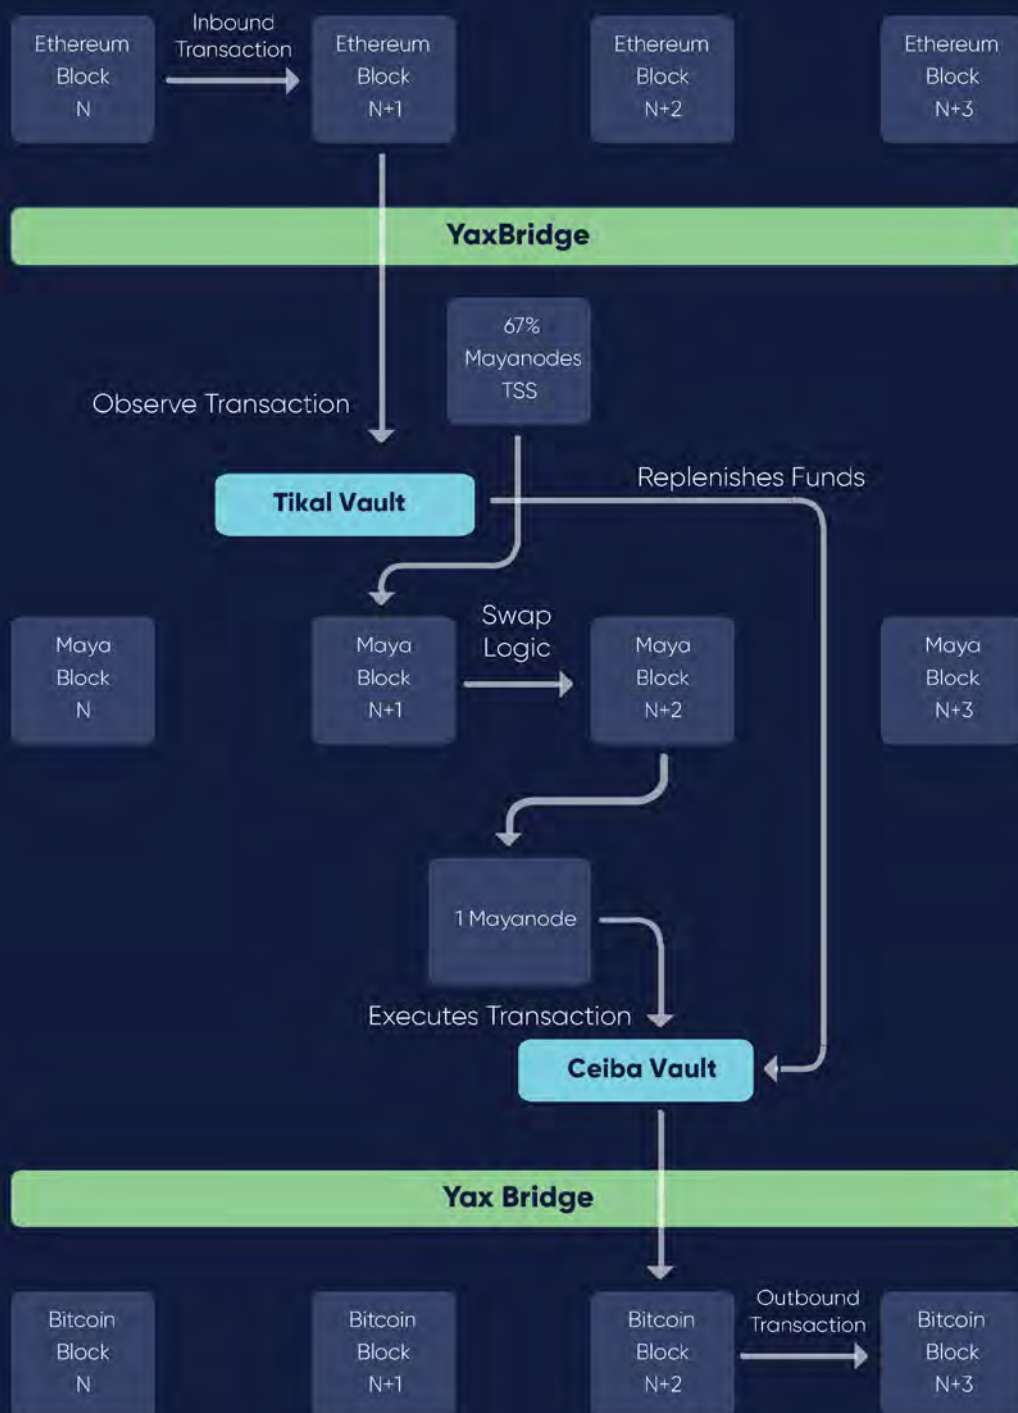 Inbound
Transaction
Ethereum
Block
N
Ethereum
Block
N+1
Ethereum
Block
N+2
Ethereum
Block
N+3
YaxBridge
67%
Mayanodes
TSS
Observe Transaction
Tikal Vault
Replenishes Funds
Maya
Block
N
Maya
Block
N+1
Swap
Logic
Maya
Block
N+2
Maya
Block
N+3
1 Mayanode
Executes Transaction
Ceiba Vault
Yax Bridge
Bitcoin
Block
N
Bitcoin
Block
N+1
Bitcoin
Block
N+2
Outbound
Transaction
Bitcoin
Block
N+3